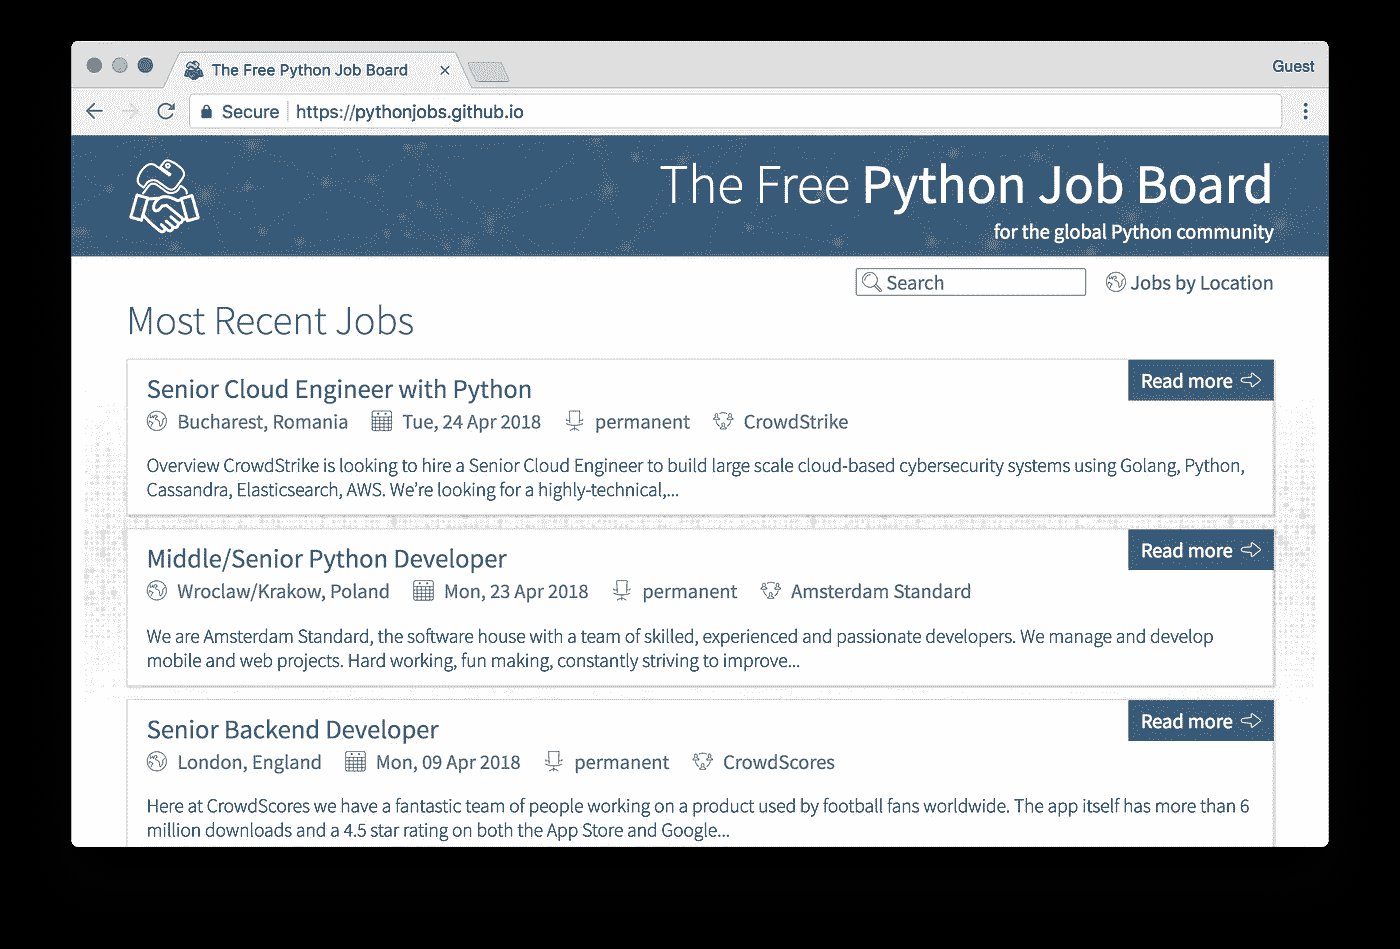 The Free Python Job Board
Guest
Secure https://pythonjobs.github.io
The Free Python Job Board
for the global Python community
Search
Jobs by Location
Most Recent Jobs
Senior Cloud Engineer with Python
Read more
Bucharest, Romania Tue, 24 Apr 2018 permanent CrowdStrike
Overview CrowdStrike is looking to hire a Senior Cloud Engineer to build large scale cloud-based cybersecurity systems using Golang, Python,
Cassandra, Elasticsearch, AWS. We’re looking for a highly-technical,...
Middle/Senior Python Developer
Read more
Wroclaw/Krakow, Poland Mon, 23 Apr 2018 permanent Amsterdam Standard
We are Amsterdam Standard, the software house with a team of skilled, experienced and passionate developers. We manage and develop
mobile and web projects. Hard working, fun making, constantly striving to improve...
Senior Backend Developer
Read more
London, England Mon, 09 Apr 2018 permanent CrowdScores
Here at CrowdScores we have a fantastic team of people working on a product used by football fans worldwide. The app itself has more than 6
million downloads and a 4.5 star rating on both the App Store and Google...